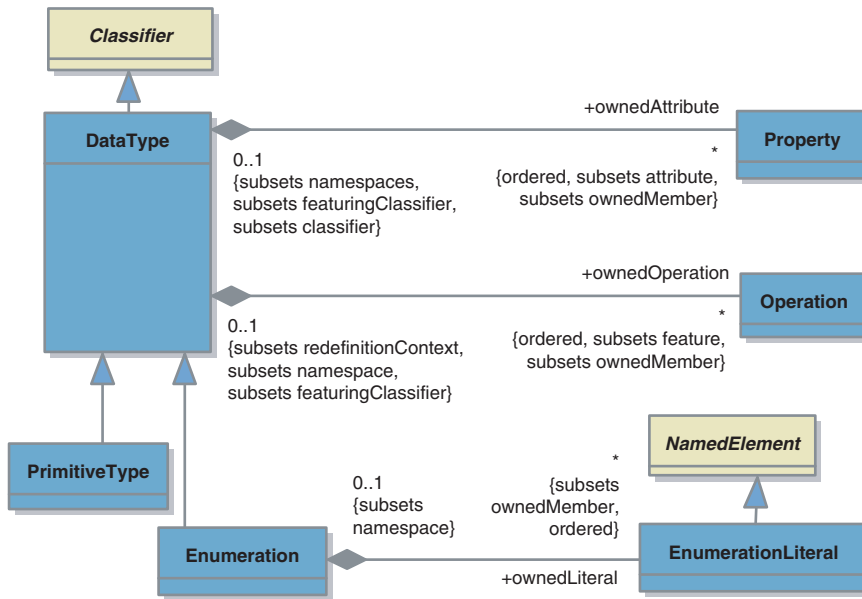 Classifier
DataType
+ownedAttribute
Property
0..1
{subsets namespaces,
subsets featuringClassifier,
subsets classifier}
*
{ordered, subsets attribute,
subsets ownedMember}
+ownedOperation
Operation
0..1
{subsets redefinitionContext,
subsets namespace,
subsets featuringClassifier}
*
{ordered, subsets feature,
subsets ownedMember}
PrimitiveType
NamedElement
0..1
{subsets
namespace}
*
{subsets
ownedMember,
ordered}
Enumeration
EnumerationLiteral
+ownedLiteral